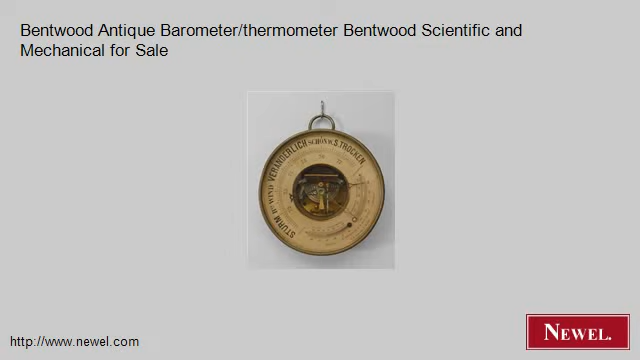 Bentwood Antique Barometer/thermometer Bentwood Scientific and
Mechanical for Sale
STURM VERÄNDERLICH SCHÖN W. S. TROCKEN
http://www.newel.com
NEWEL.